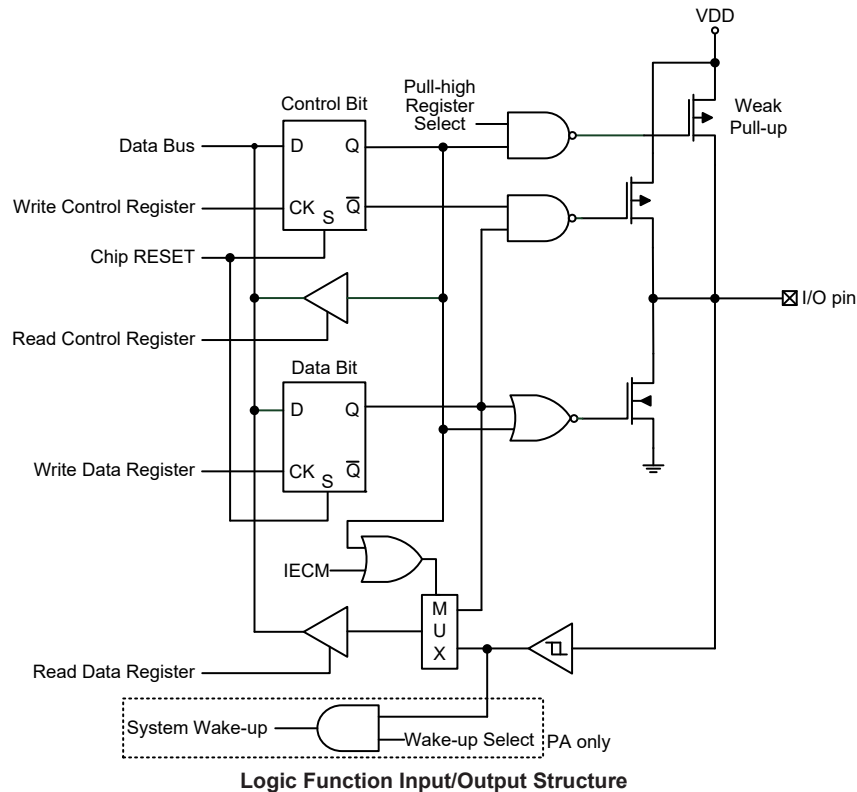 VDD
Pull-high
Register
Select
Weak
Pull-up
Control Bit
Data Bus
D
Q
Write Control Register
CK
S
Q
Chip RESET
I/O pin
Read Control Register
Data Bit
D
Q
Write Data Register
CK
S
Q
IECM
M
U
X
Read Data Register
System Wake-up
Wake-up Select
PA only
Logic Function Input/Output Structure